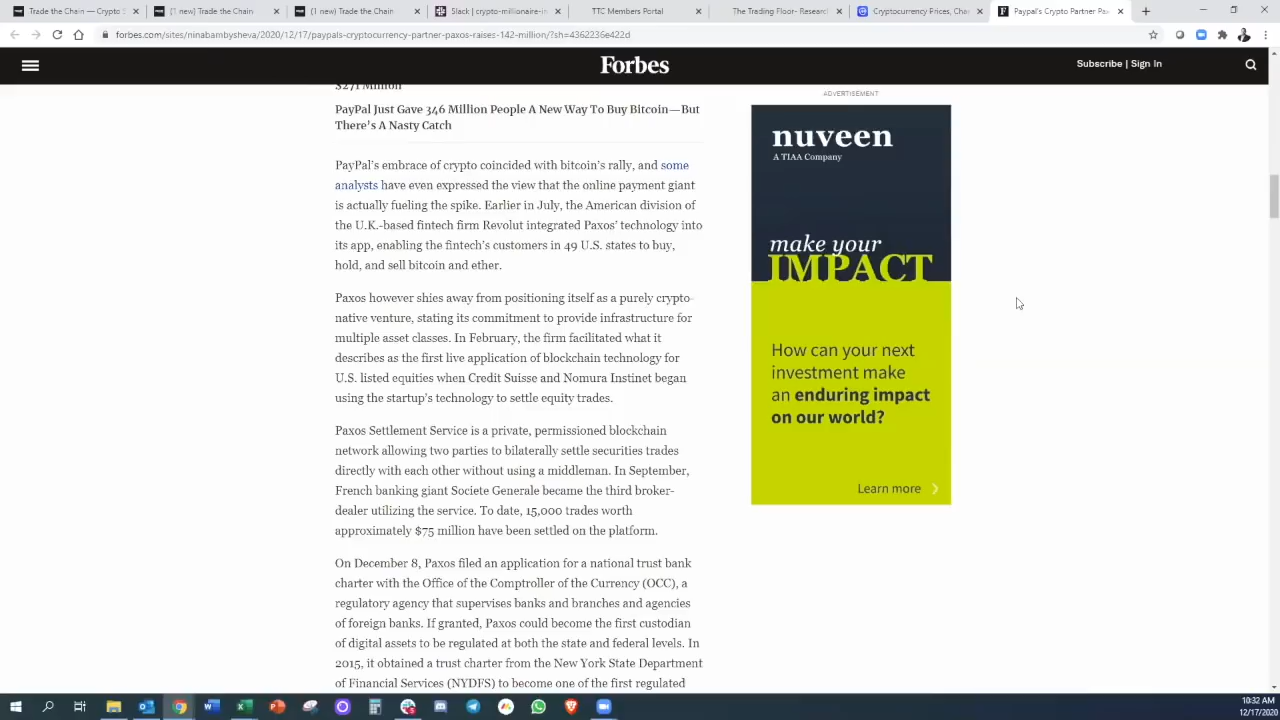 Trade the Chain — Crypto S
(1) new) Trade the Chain
(1 new) Trade the Chain
Slack | crypto-millionaire-in
TTC Members Portal
The Trading Floor- Research
Currency Prices, Cha
Paypal's Cryptocurrency Partner Pax
forbes.com/sites/ninabambysheva/2020/12/17/paypals-cryptocurrency-partner-paxos-raises-142-million/?sh=4362236e422d
Forbes
Subscribe | Sign In
$271 Million
ADVERTISEMENT
PayPal Just Gave 346 Million People A New Way To Buy Bitcoin—But
There's A Nasty Catch
PayPal's embrace of crypto coincided with bitcoin's rally, and some
analysts have even expressed the view that the online payment giant
is actually fueling the spike. Earlier in July, the American division of
the U.K.-based fintech firm Revolut integrated Paxos' technology into
its app, enabling the fintech's customers in 49 U.S. states to buy,
hold, and sell bitcoin and ether.
Paxos however shies away from positioning itself as a purely crypto-
native venture, stating its commitment to provide infrastructure for
multiple asset classes. In February, the firm facilitated what it
describes as the first live application of blockchain technology for
U.S. listed equities when Credit Suisse and Nomura Instinet began
using the startup's technology to settle equity trades.
Paxos Settlement Service is a private, permissioned blockchain
network allowing two parties to bilaterally settle securities trades
directly with each other without using a middleman. In September,
French banking giant Societe Generale became the third broker-
dealer utilizing the service. To date, 15,000 trades worth
approximately $75 million have been settled on the platform.
On December 8, Paxos filed an application for a national trust bank
charter with the Office of the Comptroller of the Currency (OCC), a
regulatory agency that supervises banks and branches and agencies
of foreign banks. If granted, Paxos could become the first custodian
of digital assets to be regulated at both the state and federal levels. In
2015, it obtained a trust charter from the New York State Department
of Financial Services (NYDFS) to become one of the first regulated
nuveen
A TIAA Company
make your
IMPACT
How can your next
investment make
an enduring impact
on our world?
Learn more
10:32 AM
12/17/2020